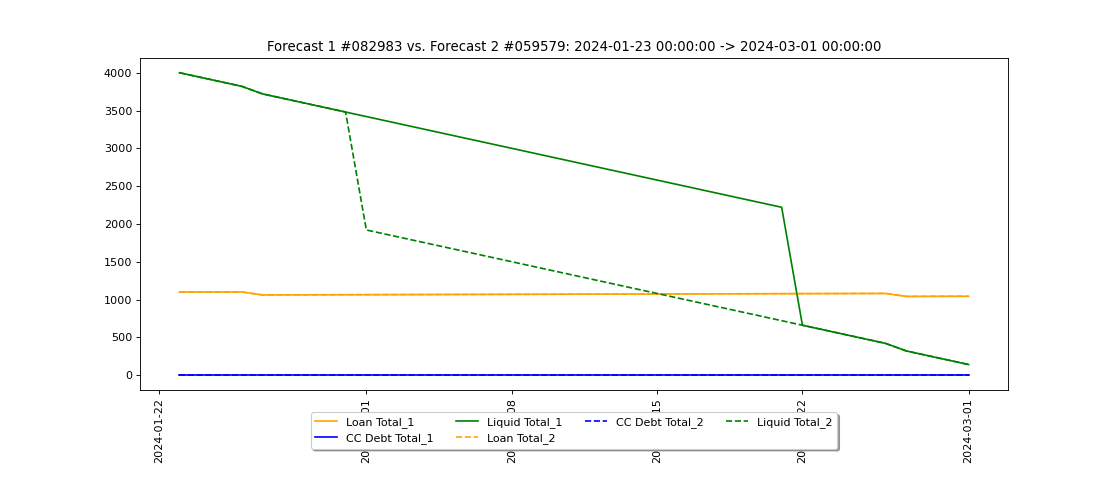 Forecast 1 #082983 vs. Forecast 2 #059579: 2024-01-23 00:00:00 -> 2024-03-01 00:00:00
4000
3500
3000
2500
2000
1500
1000
500
0
2024-01-22
2024-03-01
Loan Total_1
CC Debt Total_1
Liquid Total_1
Loan Total_2
CC Debt Total_2
Liquid Total_2